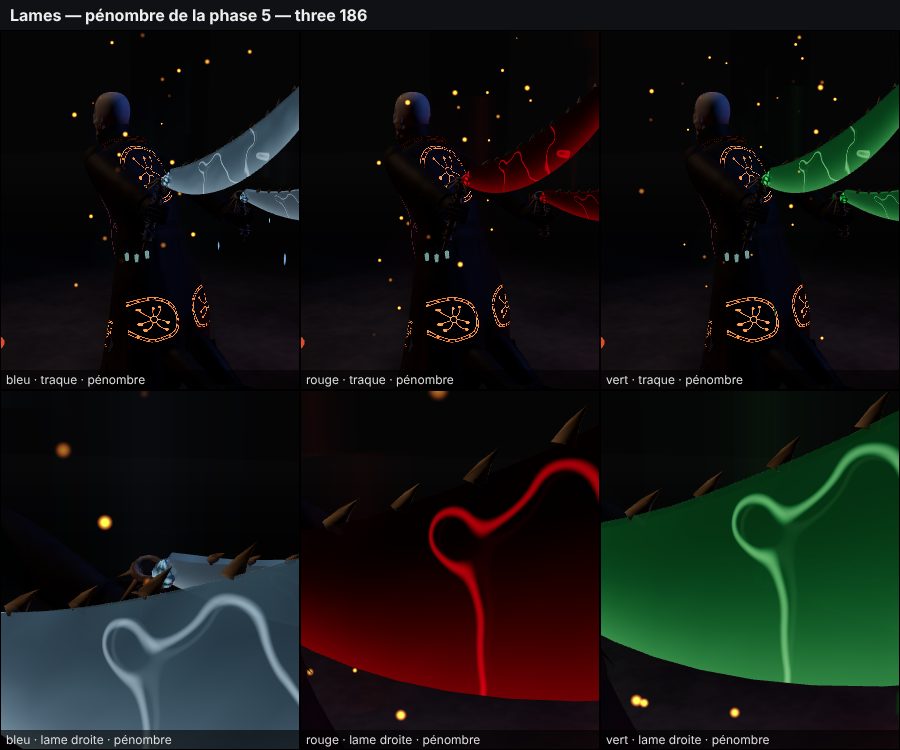 Lames — pénombre de la phase 5 — three 186
bleu · traque · pénombre
rouge · traque · pénombre
vert · traque · pénombre
bleu · lame droite · pénombre
rouge · lame droite · pénombre
vert · lame droite · pénombre